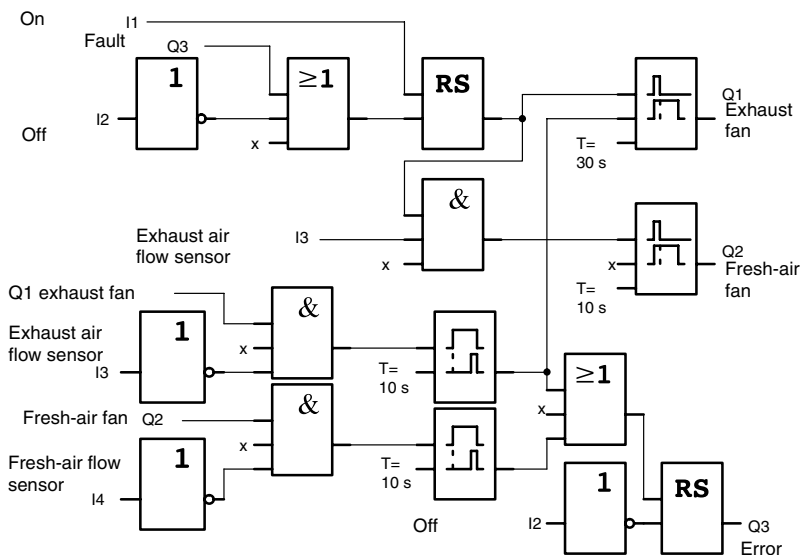 On
I1
Fault
Q3
1
≥1
RS
I2
x
Off
Q1
Exhaust
fan
T=
30 s
&
Exhaust air
flow sensor
I3
x
Q2
Fresh-air
fan
x
T=
10 s
Q1 exhaust fan
&
Exhaust air
flow sensor
1
x
I3
T=
10 s
≥1
x
Fresh-air fan Q2
&
x
Fresh-air flow
sensor
1
T=
10 s
I4
Off
1
RS
I2
Q3
Error